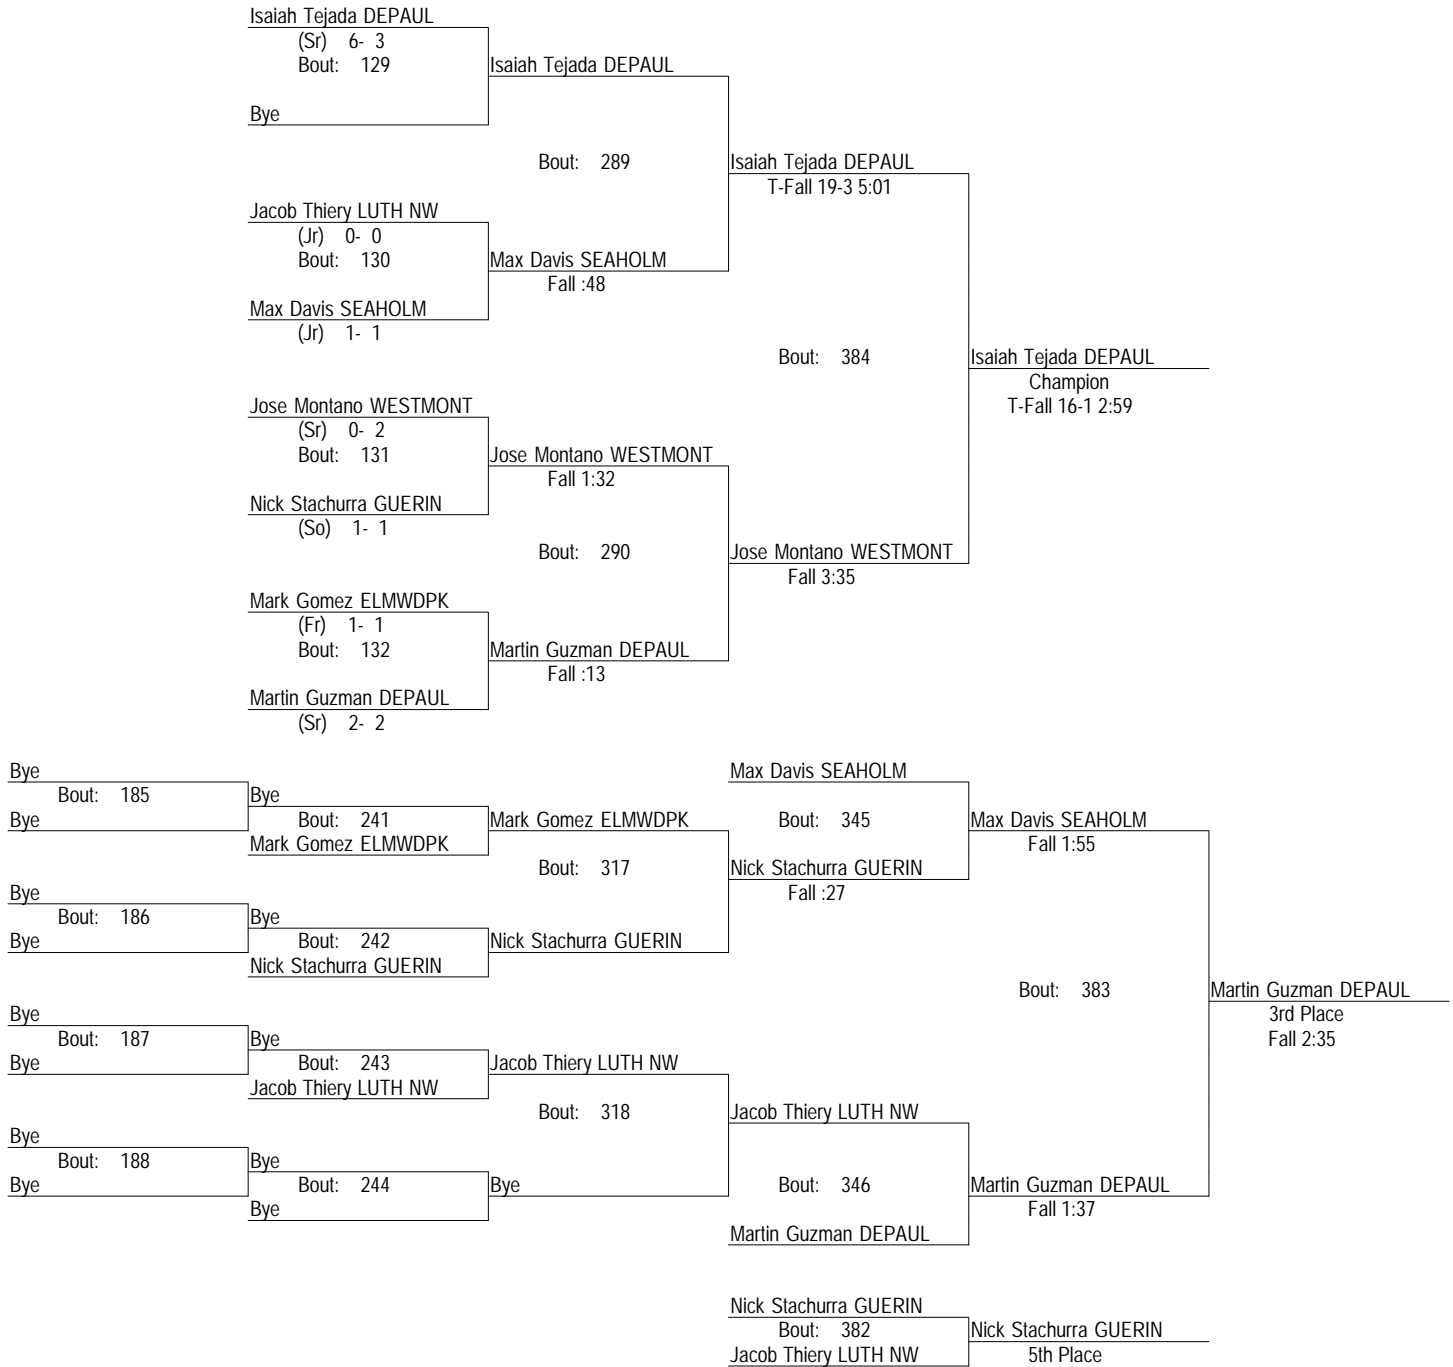 Isaiah Tejada DEPAUL
(Sr) 6- 3
Bout: 129
Isaiah Tejada DEPAUL
Bye
Bout: 289
Isaiah Tejada DEPAUL
T-Fall 19-3 5:01
Jacob Thiery LUTH NW
(Jr) 0- 0
Bout: 130
Max Davis SEAHOLM
Fall :48
Max Davis SEAHOLM
(Jr) 1- 1
Bout: 384
Isaiah Tejada DEPAUL
Champion
T-Fall 16-1 2:59
Jose Montano WESTMONT
(Sr) 0- 2
Bout: 131
Jose Montano WESTMONT
Fall 1:32
Nick Stachurra GUERIN
(So) 1- 1
Bout: 290
Jose Montano WESTMONT
Fall 3:35
Mark Gomez ELMWDPK
(Fr) 1- 1
Bout: 132
Martin Guzman DEPAUL
Fall :13
Martin Guzman DEPAUL
(Sr) 2- 2
Bye
Bout: 185
Bye
Bye
Bout: 241
Mark Gomez ELMWDPK
Mark Gomez ELMWDPK
Bout: 317
Max Davis SEAHOLM
Bout: 345
Nick Stachurra GUERIN
Fall :27
Max Davis SEAHOLM
Fall 1:55
Bye
Bout: 186
Bye
Bye
Bout: 242
Nick Stachurra GUERIN
Nick Stachurra GUERIN
Bout: 383
Martin Guzman DEPAUL
3rd Place
Fall 2:35
Bye
Bout: 187
Bye
Bye
Bout: 243
Jacob Thiery LUTH NW
Jacob Thiery LUTH NW
Bout: 318
Jacob Thiery LUTH NW
Bye
Bout: 188
Bye
Bye
Bout: 244
Bye
Bye
Bout: 346
Martin Guzman DEPAUL
Martin Guzman DEPAUL
Fall 1:37
Nick Stachurra GUERIN
Bout: 382
Jacob Thiery LUTH NW
Nick Stachurra GUERIN
5th Place